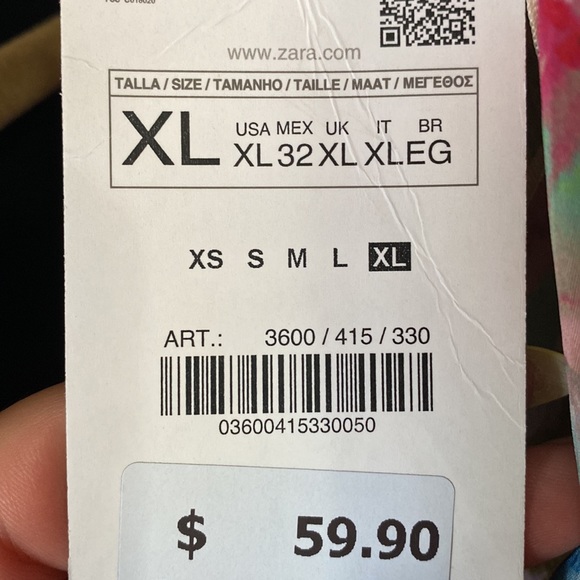 www.zara.com
TALLA / SIZE / TAMANHO / TAILLE / MAAT / ΜΕΓΕΘΟΣ
XL
USA MEX UK IT BR
XL 32 XL XL EG
XS S M L XL
ART.: 3600 / 415 / 330
03600415330050
$ 59.90